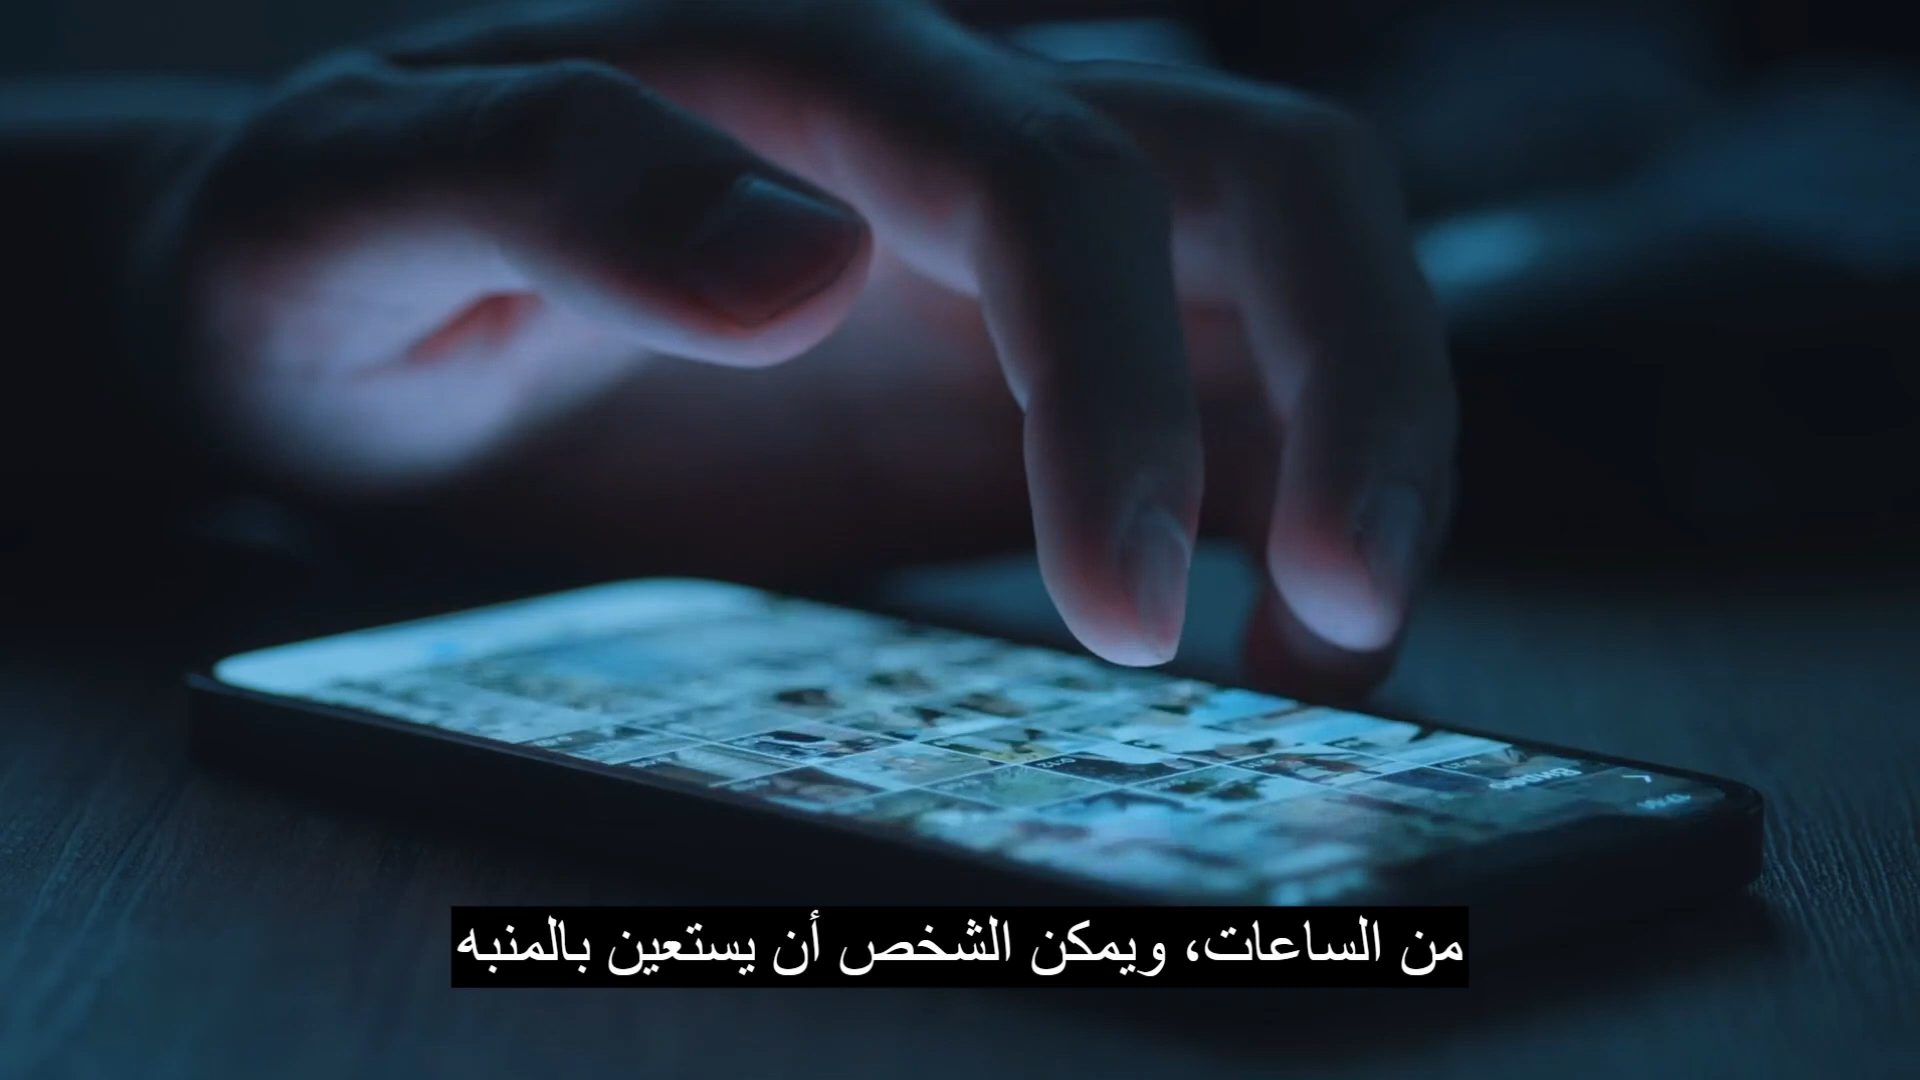 من الساعات، ويمكن الشخص أن يستعين بالمنبه